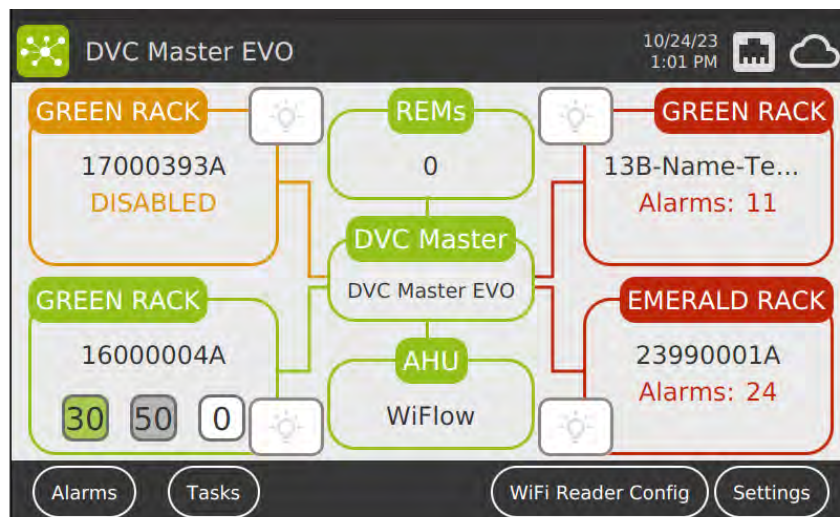 DVC Master EVO
10/24/23
1:01 PM
GREEN RACK
17000393A
DISABLED
REMs
0
GREEN RACK
13B-Name-Te...
Alarms: 11
DVC Master
DVC Master EVO
GREEN RACK
16000004A
30 50 0
AHU
WiFlow
EMERALD RACK
23990001A
Alarms: 24
Alarms
Tasks
WiFi Reader Config
Settings